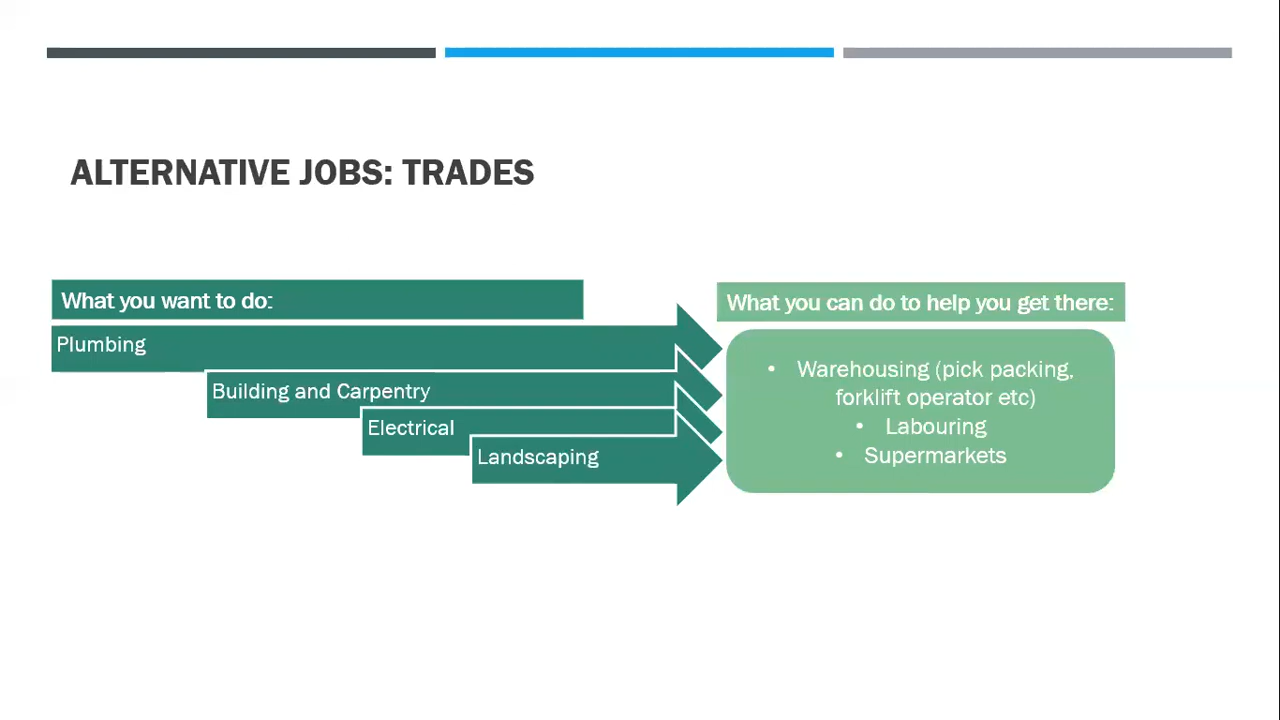 ALTERNATIVE JOBS: TRADES
What you want to do:
Plumbing
Building and Carpentry
Electrical
Landscaping
What you can do to help you get there:
• Warehousing (pick packing,
forklift operator etc)
• Labouring
• Supermarkets